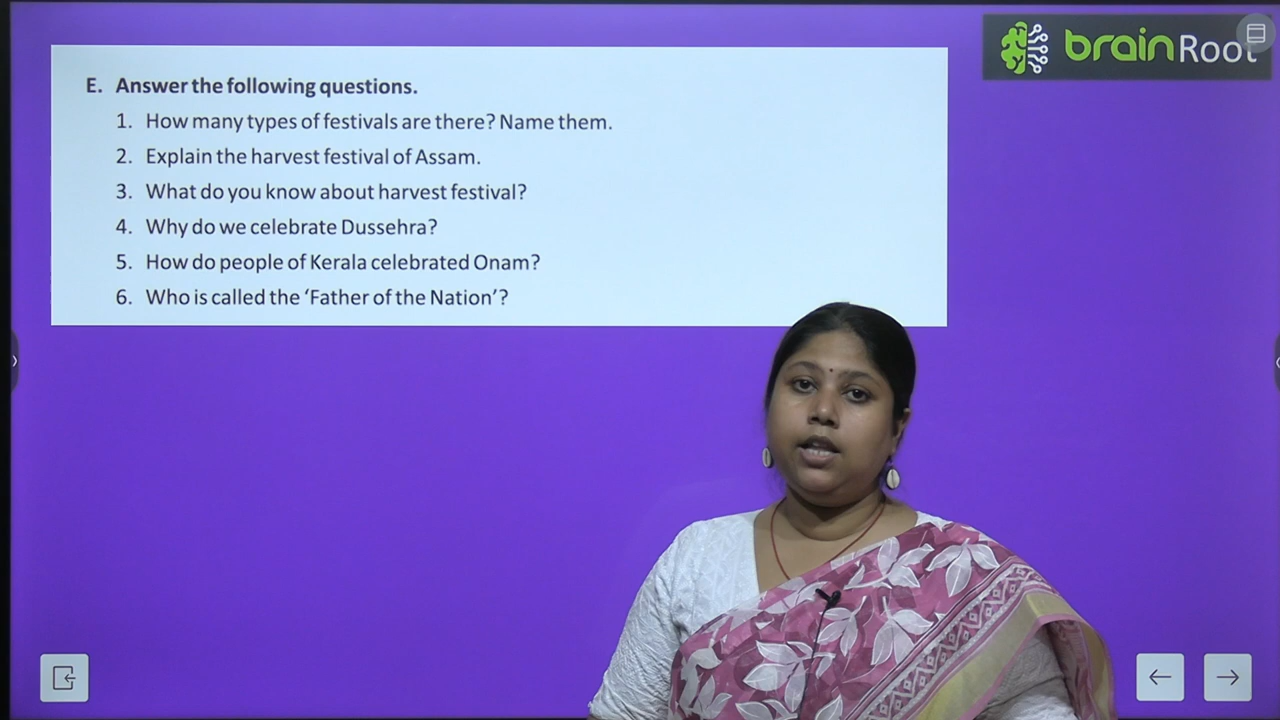 brainRoot
E. Answer the following questions.
1. How many types of festivals are there? Name them.
2. Explain the harvest festival of Assam.
3. What do you know about harvest festival?
4. Why do we celebrate Dussehra?
5. How do people of Kerala celebrated Onam?
6. Who is called the ‘Father of the Nation’?